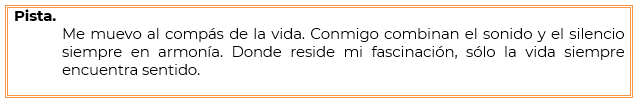 Pista.
Me muevo al compás de la vida. Conmigo combinan el sonido y el silencio
siempre en armonía. Donde reside mi fascinación, sólo la vida siempre
encuentra sentido.